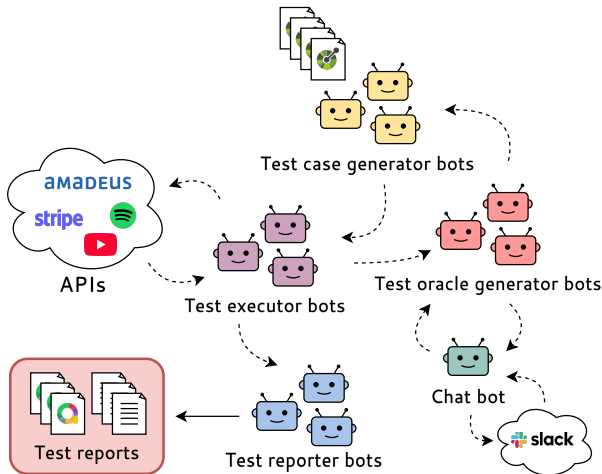 Test case generator bots
amadeus
stripe
APIs
Test executor bots
Test oracle generator bots
Chat bot
slack
Test reports
Test reporter bots